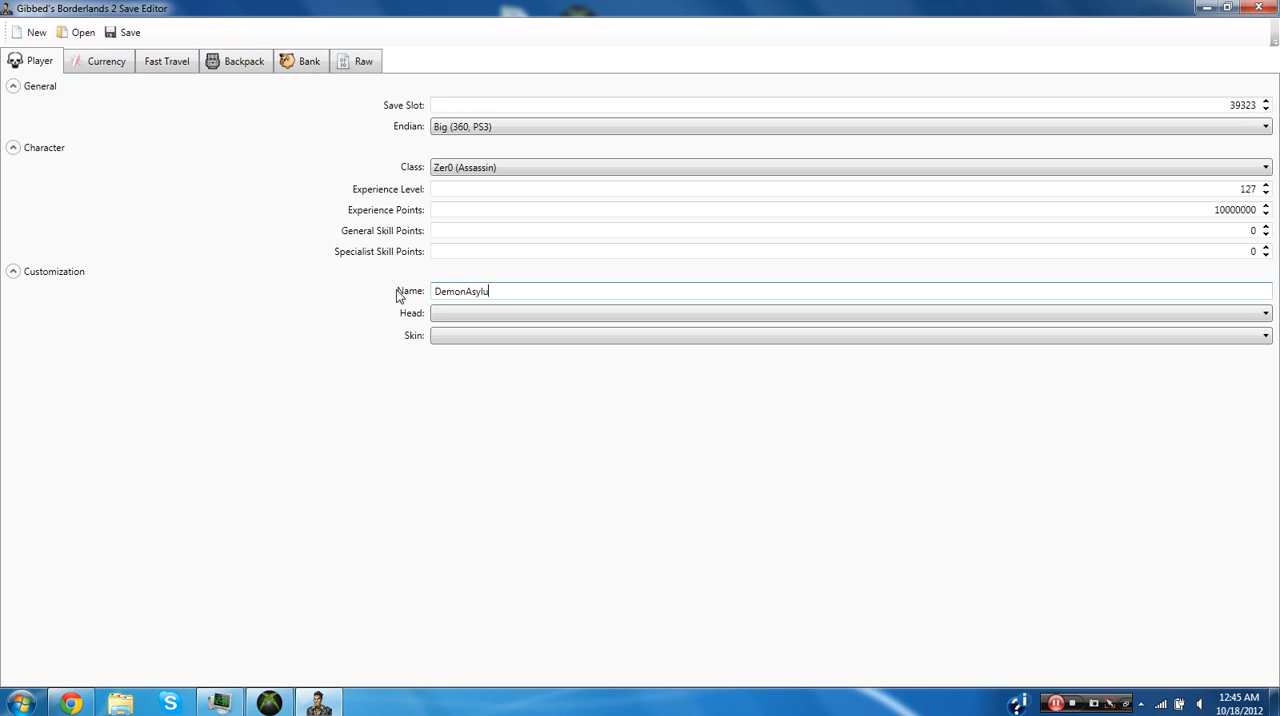 Gibbed's Borderlands 2 Save Editor
New Open Save
Player Currency Fast Travel Backpack Bank Raw
General
Save Slot: 39323
Endian: Big (360, PS3)
Character
Class: Zer0 (Assassin)
Experience Level: 127
Experience Points: 10000000
General Skill Points: 0
Specialist Skill Points: 0
Customization
Name: DemonAsylu
Head:
Skin:
12:45 AM
10/18/2012